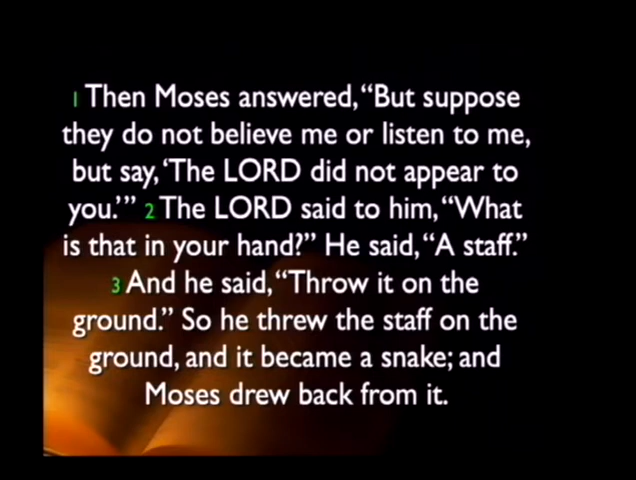 1 Then Moses answered, “But suppose
they do not believe me or listen to me,
but say, ‘The LORD did not appear to
you.’” 2 The LORD said to him, “What
is that in your hand?” He said, “A staff.”
3 And he said, “Throw it on the
ground.” So he threw the staff on the
ground, and it became a snake; and
Moses drew back from it.